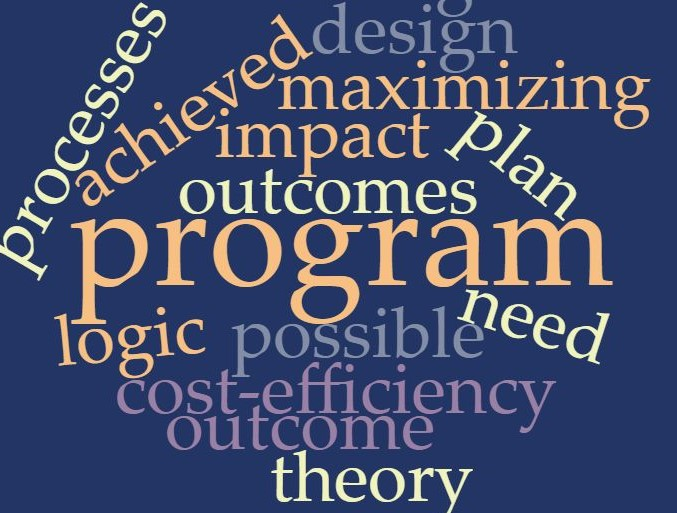 design
processes
achieved
maximizing
impact
plan
outcomes
program
need
logic
possible
cost-efficiency
outcome
theory